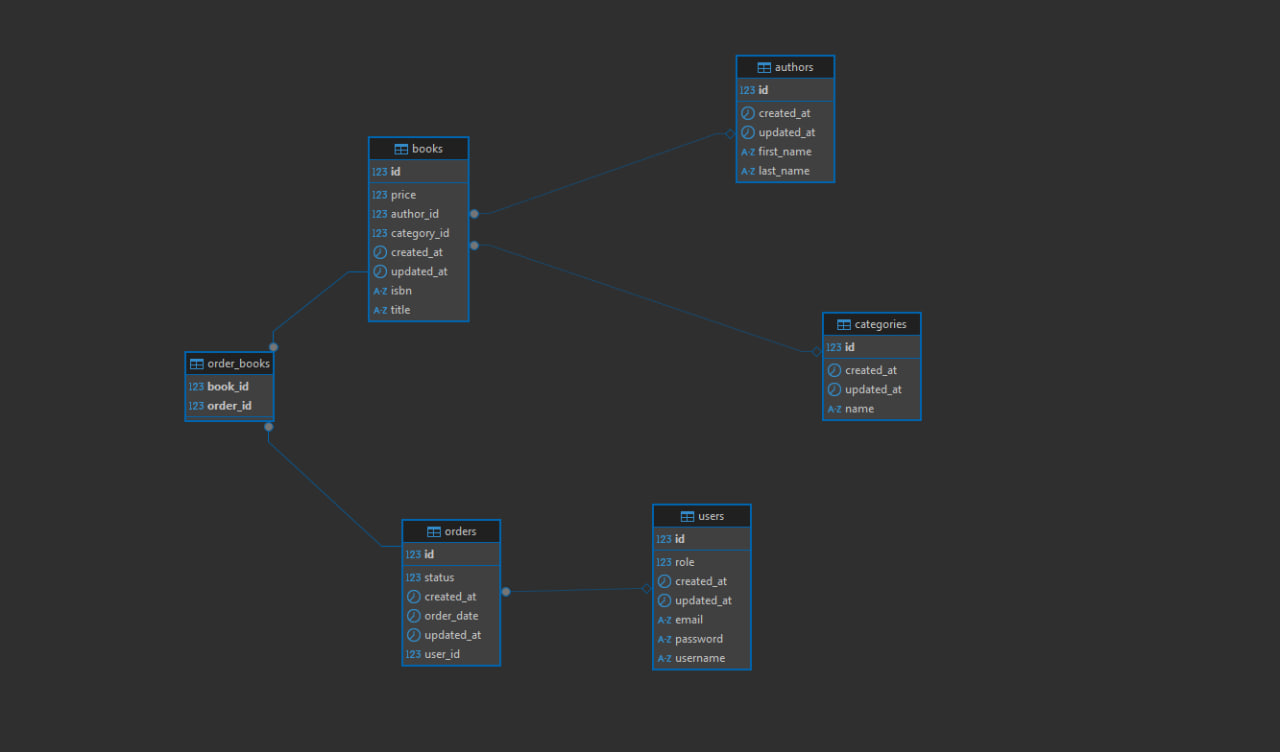 authors
123 id
created_at
updated_at
A-Z first_name
A-Z last_name
books
123 id
123 price
123 author_id
123 category_id
created_at
updated_at
A-Z isbn
A-Z title
categories
123 id
created_at
updated_at
A-Z name
order_books
123 book_id
123 order_id
orders
123 id
123 status
created_at
order_date
updated_at
123 user_id
users
123 id
123 role
created_at
updated_at
A-Z email
A-Z password
A-Z username